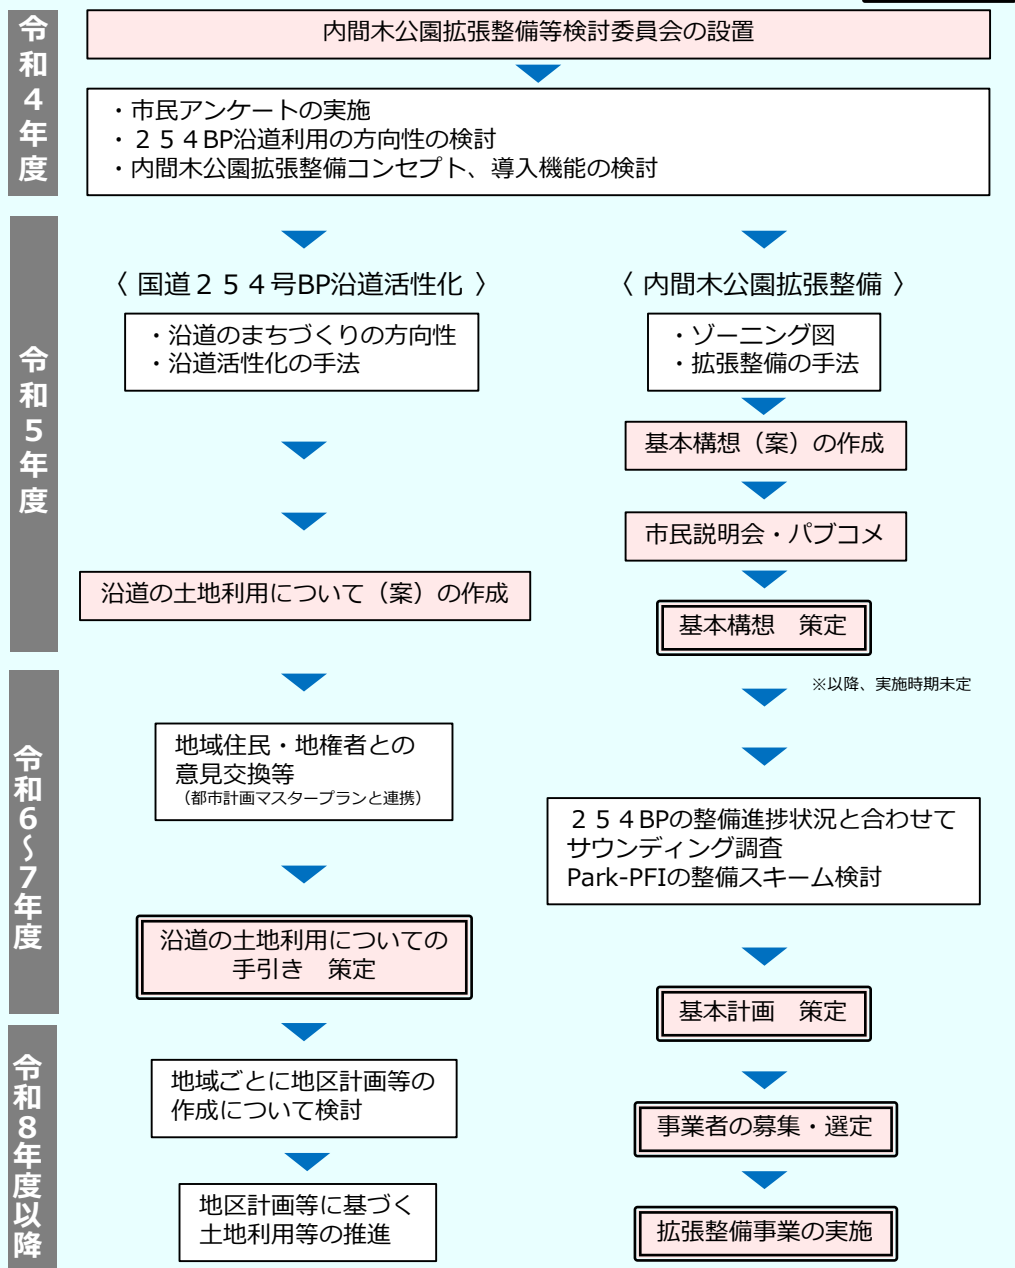 令和４年度
内間木公園拡張整備等検討委員会の設置
・市民アンケートの実施
・２５４BP沿道利用の方向性の検討
・内間木公園拡張整備コンセプト、導入機能の検討
令和５年度
〈 国道２５４号BP沿道活性化 〉
・沿道のまちづくりの方向性
・沿道活性化の手法
沿道の土地利用について（案）の作成
〈 内間木公園拡張整備 〉
・ゾーニング図
・拡張整備の手法
基本構想（案）の作成
市民説明会・パブコメ
基本構想　策定
※以降、実施時期未定
令和６～７年度
地域住民・地権者との
意見交換等
（都市計画マスタープランと連携）
沿道の土地利用についての
手引き　策定
２５４BPの整備進捗状況と合わせて
サウンディング調査
Park-PFIの整備スキーム検討
基本計画　策定
令和８年度以降
地域ごとに地区計画等の
作成について検討
地区計画等に基づく
土地利用等の推進
事業者の募集・選定
拡張整備事業の実施